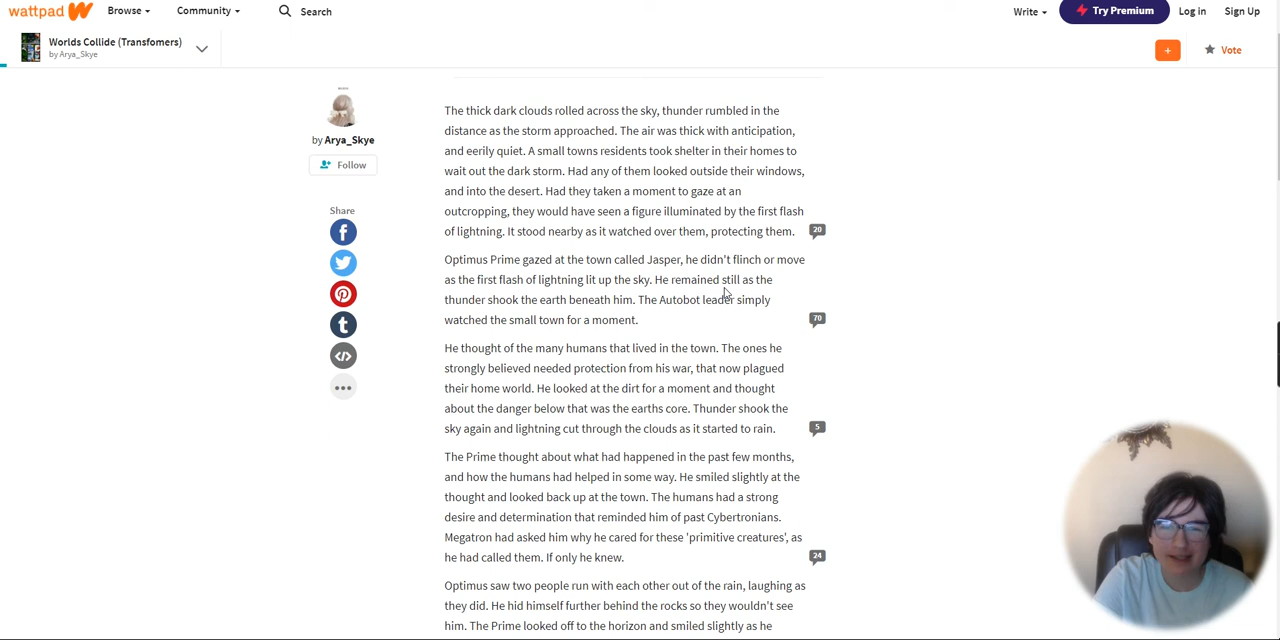 wattpad
Browse
Community
Search
Write
Try Premium
Log in
Sign Up
Worlds Collide (Transfomers)
by Arya_Skye
+
Vote
by Arya_Skye
Follow
Share
The thick dark clouds rolled across the sky, thunder rumbled in the
distance as the storm approached. The air was thick with anticipation,
and eerily quiet. A small towns residents took shelter in their homes to
wait out the dark storm. Had any of them looked outside their windows,
and into the desert. Had they taken a moment to gaze at an
outcropping, they would have seen a figure illuminated by the first flash
of lightning. It stood nearby as it watched over them, protecting them.
20
Optimus Prime gazed at the town called Jasper, he didn't flinch or move
as the first flash of lightning lit up the sky. He remained still as the
thunder shook the earth beneath him. The Autobot leader simply
watched the small town for a moment.
70
He thought of the many humans that lived in the town. The ones he
strongly believed needed protection from his war, that now plagued
their home world. He looked at the dirt for a moment and thought
about the danger below that was the earths core. Thunder shook the
sky again and lightning cut through the clouds as it started to rain.
5
The Prime thought about what had happened in the past few months,
and how the humans had helped in some way. He smiled slightly at the
thought and looked back up at the town. The humans had a strong
desire and determination that reminded him of past Cybertronians.
Megatron had asked him why he cared for these 'primitive creatures', as
he had called them. If only he knew.
24
Optimus saw two people run with each other out of the rain, laughing as
they did. He hid himself further behind the rocks so they wouldn't see
him. The Prime looked off to the horizon and smiled slightly as he